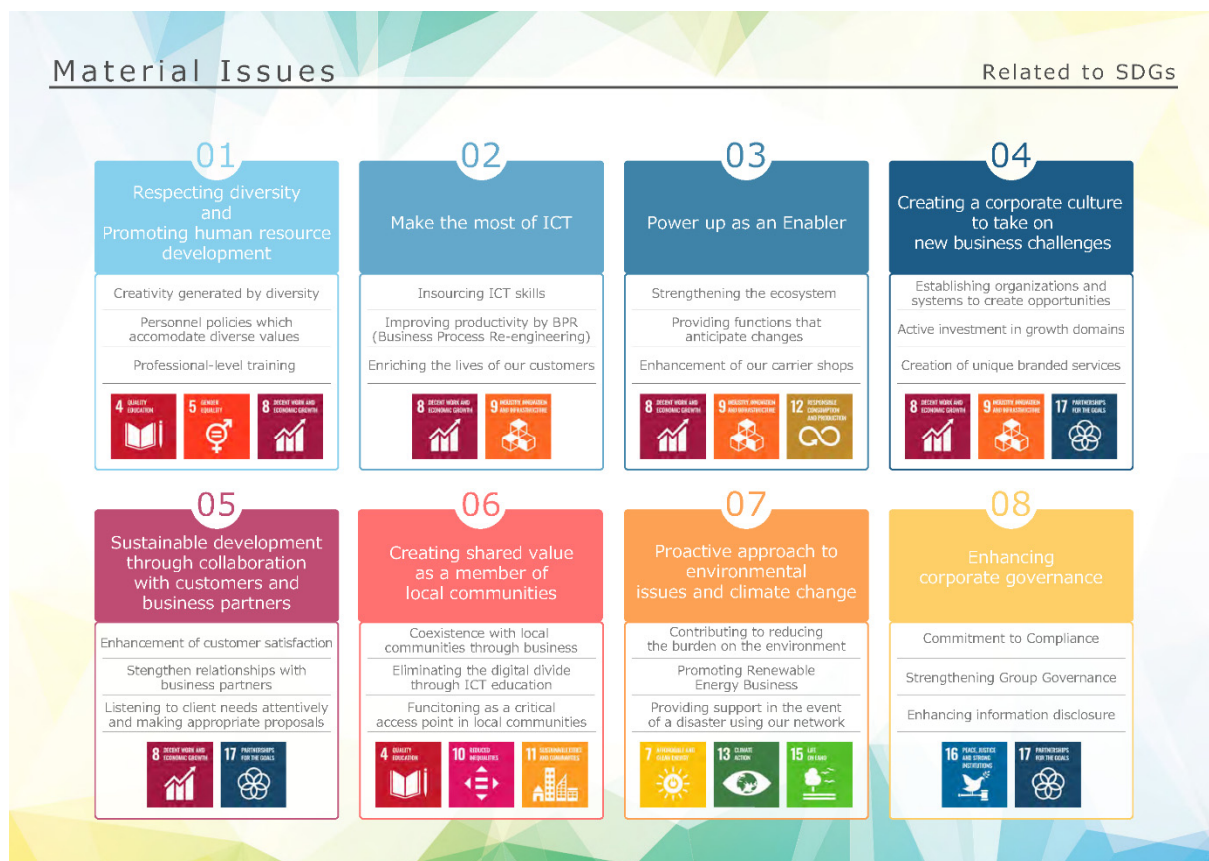 Material Issues
Related to SDGs
01
Respecting diversity
and
Promoting human resource
development
Creativity generated by diversity
Personnel policies which
accomodate diverse values
Professional-level training
4 QUALITY
EDUCATION
5 GENDER
EQUALITY
8 DECENT WORK AND
ECONOMIC GROWTH
02
Make the most of ICT
Insourcing ICT skills
Improving productivity by BPR
(Business Process Re-engineering)
Enriching the lives of our customers
8 DECENT WORK AND
ECONOMIC GROWTH
9 INDUSTRY, INNOVATION
AND INFRASTRUCTURE
03
Power up as an Enabler
Strengthening the ecosystem
Providing functions that
anticipate changes
Enhancement of our carrier shops
8 DECENT WORK AND
ECONOMIC GROWTH
9 INDUSTRY, INNOVATION
AND INFRASTRUCTURE
12 RESPONSIBLE
CONSUMPTION
AND PRODUCTION
04
Creating a corporate culture
to take on
new business challenges
Establishing organizations and
systems to create opportunities
Active investment in growth domains
Creation of unique branded services
8 DECENT WORK AND
ECONOMIC GROWTH
9 INDUSTRY, INNOVATION
AND INFRASTRUCTURE
17 PARTNERSHIPS
FOR THE GOALS
05
Sustainable development
through collaboration
with customers and
business partners
Enhancement of customer satisfaction
Stengthen relationships with
business partners
Listening to client needs attentively
and making appropriate proposals
8 DECENT WORK AND
ECONOMIC GROWTH
17 PARTNERSHIPS
FOR THE GOALS
06
Creating shared value
as a member of
local communities
Coexistence with local
communities through business
Eliminating the digital divide
through ICT education
Funcitoning as a critical
access point in local communities
4 QUALITY
EDUCATION
10 REDUCED
INEQUALITIES
11 SUSTAINABLE CITIES
AND COMMUNITIES
07
Proactive approach to
environmental
issues and climate change
Contributing to reducing
the burden on the environment
Promoting Renewable
Energy Business
Providing support in the event
of a disaster using our network
7 AFFORDABLE AND
CLEAN ENERGY
13 CLIMATE
ACTION
15 LIFE
ON LAND
08
Enhancing
corporate governance
Commitment to Compliance
Strengthening Group Governance
Enhancing information disclosure
16 PEACE, JUSTICE
AND STRONG
INSTITUTIONS
17 PARTNERSHIPS
FOR THE GOALS